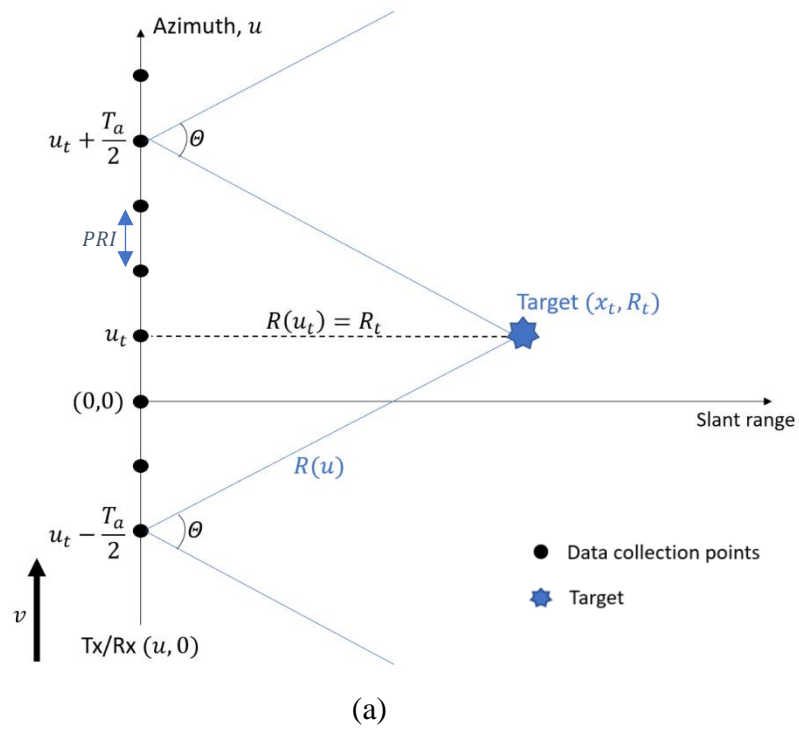 Azimuth, u
u_t + T_a/2
Θ
PRI
Target (x_t, R_t)
R(u_t) = R_t
u_t
(0,0)
Slant range
R(u)
u_t − T_a/2
Θ
Data collection points
Target
v
Tx/Rx (u, 0)
(a)